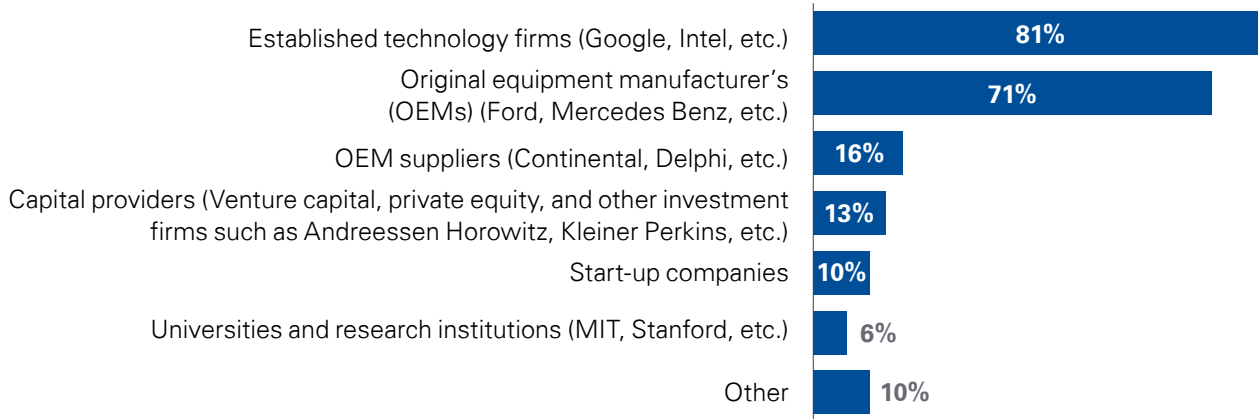 Established technology firms (Google, Intel, etc.) 81%
Original equipment manufacturer’s
(OEMs) (Ford, Mercedes Benz, etc.) 71%
OEM suppliers (Continental, Delphi, etc.) 16%
Capital providers (Venture capital, private equity, and other investment
firms such as Andreessen Horowitz, Kleiner Perkins, etc.) 13%
Start-up companies 10%
Universities and research institutions (MIT, Stanford, etc.) 6%
Other 10%